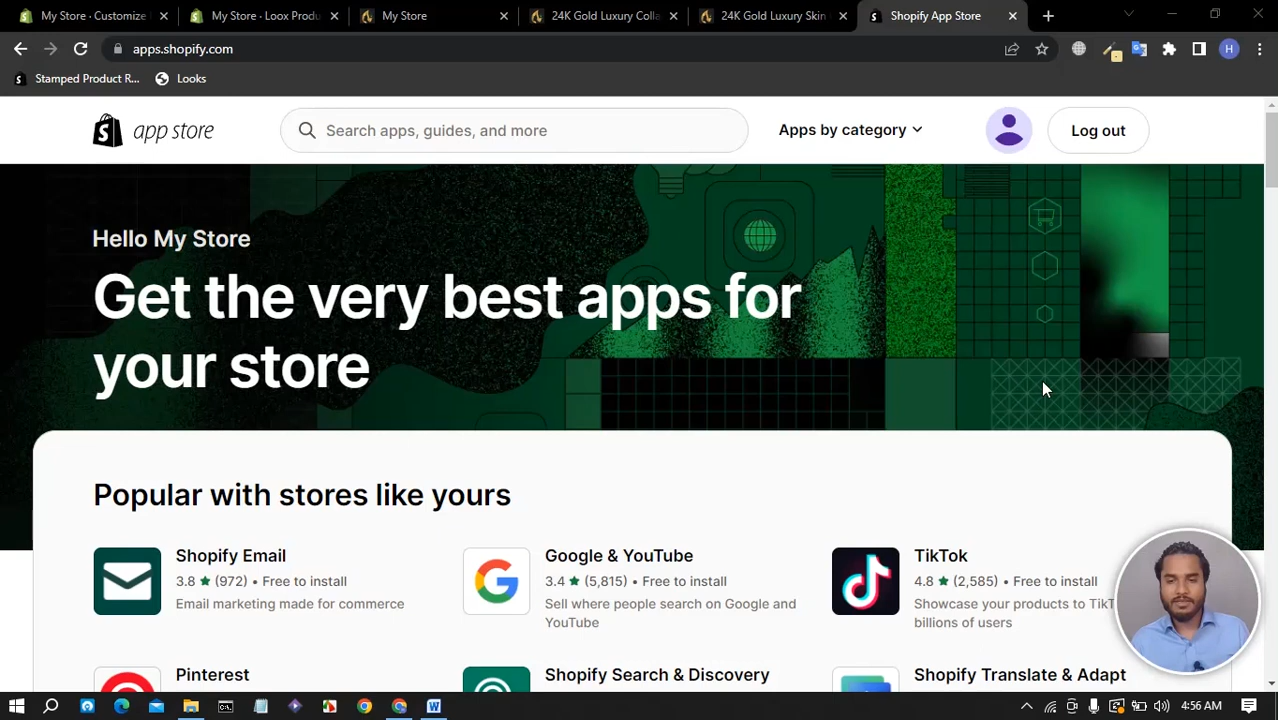 My Store · Customize
My Store · Loox Produ
My Store
24K Gold Luxury Colla
24K Gold Luxury Skin
Shopify App Store
apps.shopify.com
H
Stamped Product R...
Looks
app store
Search apps, guides, and more
Apps by category
Log out
Hello My Store
Get the very best apps for
your store
Popular with stores like yours
Shopify Email
3.8 ★ (972) • Free to install
Email marketing made for commerce
Google & YouTube
3.4 ★ (5,815) • Free to install
Sell where people search on Google and
YouTube
TikTok
4.8 ★ (2,585) • Free to install
Showcase your products to TikT
billions of users
Pinterest
Shopify Search & Discovery
Shopify Translate & Adapt
4:56 AM